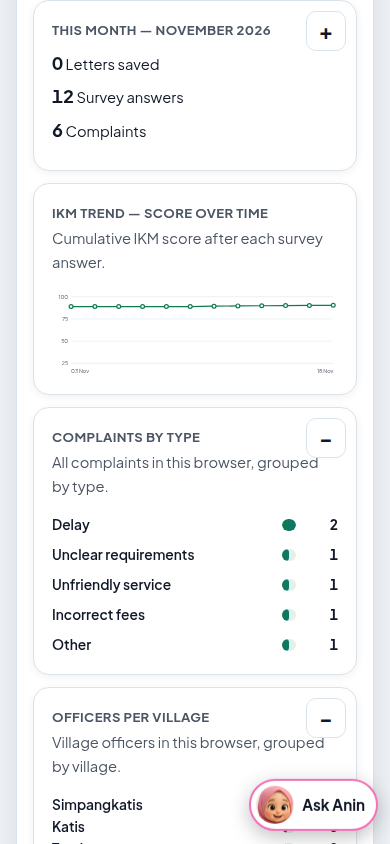 THIS MONTH — NOVEMBER 2026
+
0 Letters saved
12 Survey answers
6 Complaints
IKM TREND — SCORE OVER TIME
Cumulative IKM score after each survey
answer.
100
75
50
25
03 Nov 18 Nov
COMPLAINTS BY TYPE
−
All complaints in this browser, grouped
by type.
Delay 2
Unclear requirements 1
Unfriendly service 1
Incorrect fees 1
Other 1
OFFICERS PER VILLAGE
−
Village officers in this browser, grouped
by village.
Simpangkatis
Katis
Ask Anin